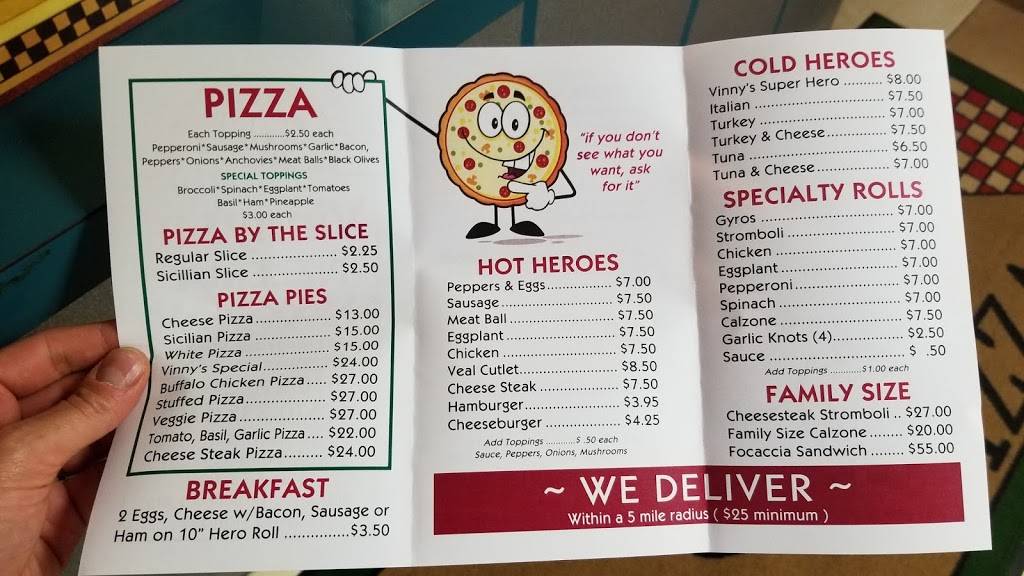 PIZZA
Each Topping ............$2.50 each
Pepperoni*Sausage*Mushrooms*Garlic*Bacon,
Peppers*Onions*Anchovies*Meat Balls*Black Olives
SPECIAL TOPPINGS
Broccoli*Spinach*Eggplant*Tomatoes
Basil*Ham*Pineapple
$3.00 each
PIZZA BY THE SLICE
Regular Slice ..................... $2.25
Sicillian Slice ..................... $2.50
PIZZA PIES
Cheese Pizza ................... $13.00
Sicilian Pizza ................... $15.00
White Pizza ..................... $15.00
Vinny's Special.................. $24.00
Buffalo Chicken Pizza..... $27.00
Stuffed Pizza.................... $27.00
Veggie Pizza..................... $27.00
Tomato, Basil, Garlic Pizza.... $22.00
Cheese Steak Pizza......... $24.00
BREAKFAST
2 Eggs, Cheese w/Bacon, Sausage or
Ham on 10" Hero Roll ...............$3.50
"if you don't
see what you
want, ask
for it"
HOT HEROES
Peppers & Eggs................ $7.00
Sausage........................... $7.50
Meat Ball......................... $7.50
Eggplant.......................... $7.50
Chicken ........................... $7.50
Veal Cutlet........................ $8.50
Cheese Steak ................... $7.50
Hamburger........................ $3.95
Cheeseburger ................... $4.25
Add Toppings ............$ .50 each
Sauce, Peppers, Onions, Mushrooms
COLD HEROES
Vinny's Super Hero .......... $8.00
Italian ................................ $7.50
Turkey ............................... $7.00
Turkey & Cheese............... $7.50
Tuna ................................. $6.50
Tuna & Cheese.................. $7.00
SPECIALTY ROLLS
Gyros ................................ $7.00
Stromboli .......................... $7.00
Chicken ............................ $7.00
Eggplant............................ $7.00
Pepperoni.......................... $7.00
Spinach ............................. $7.00
Calzone ............................. $7.50
Garlic Knots (4).................. $2.50
Sauce ............................... $ .50
Add Toppings ............$1.00 each
FAMILY SIZE
Cheesesteak Stromboli .. $27.00
Family Size Calzone........ $20.00
Focaccia Sandwich ........ $55.00
~ WE DELIVER ~
Within a 5 mile radius ( $25 minimum )